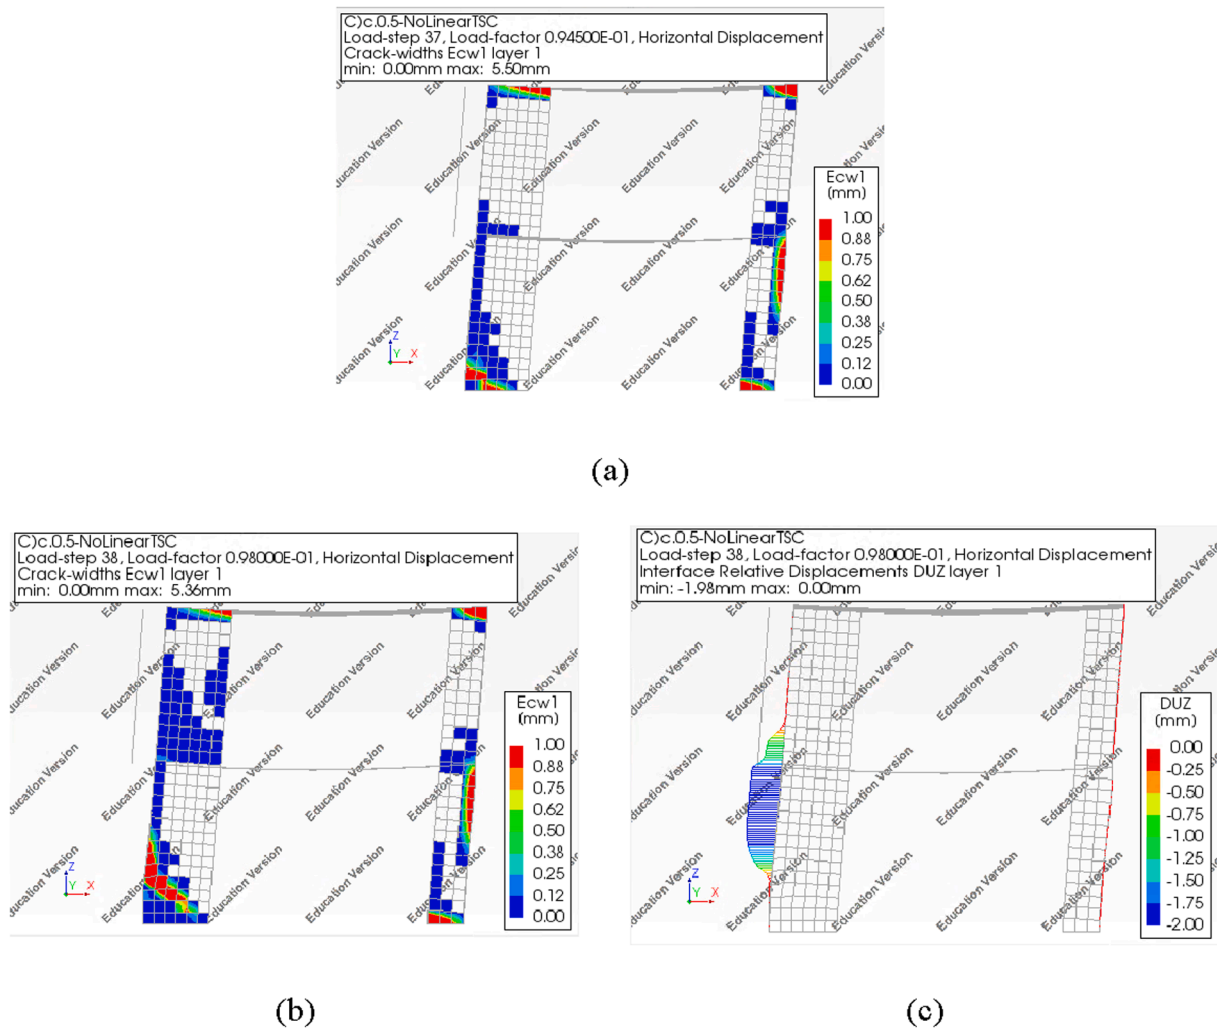 C)c.0.5-NoLinearTSC
Load-step 37, Load-factor 0.94500E-01, Horizontal Displacement
Crack-widths Ecw1 layer 1
min: 0.00mm max: 5.50mm
Education Version
Ecw1
(mm)
1.00
0.88
0.75
0.62
0.50
0.38
0.25
0.12
0.00
Z
Y X
(a)
C)c.0.5-NoLinearTSC
Load-step 38, Load-factor 0.98000E-01, Horizontal Displacement
Crack-widths Ecw1 layer 1
min: 0.00mm max: 5.36mm
Education Version
Ecw1
(mm)
1.00
0.88
0.75
0.62
0.50
0.38
0.25
0.12
0.00
Z
Y X
(b)
C)c.0.5-NoLinearTSC
Load-step 38, Load-factor 0.98000E-01, Horizontal Displacement
Interface Relative Displacements DUZ layer 1
min: -1.98mm max: 0.00mm
Education Version
DUZ
(mm)
0.00
-0.25
-0.50
-0.75
-1.00
-1.25
-1.50
-1.75
-2.00
Z
Y X
(c)